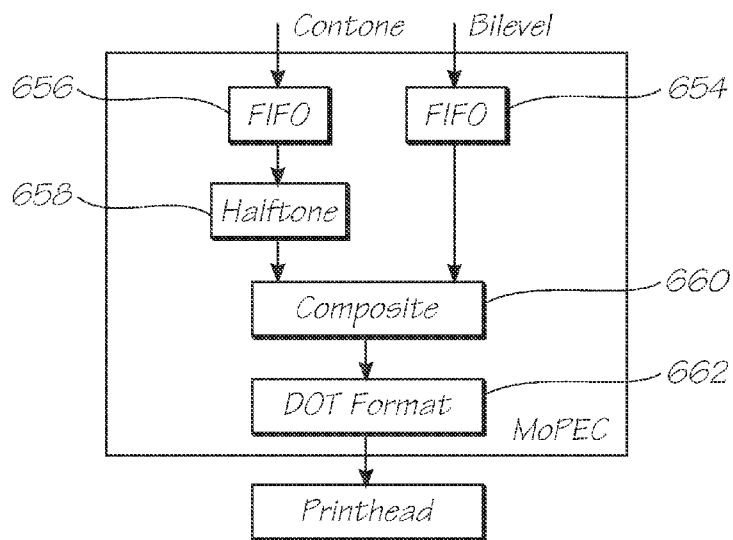 Contone Bilevel
656 FIFO FIFO 654
658 Halftone
Composite 660
DOT Format 662
MoPEC
Printhead